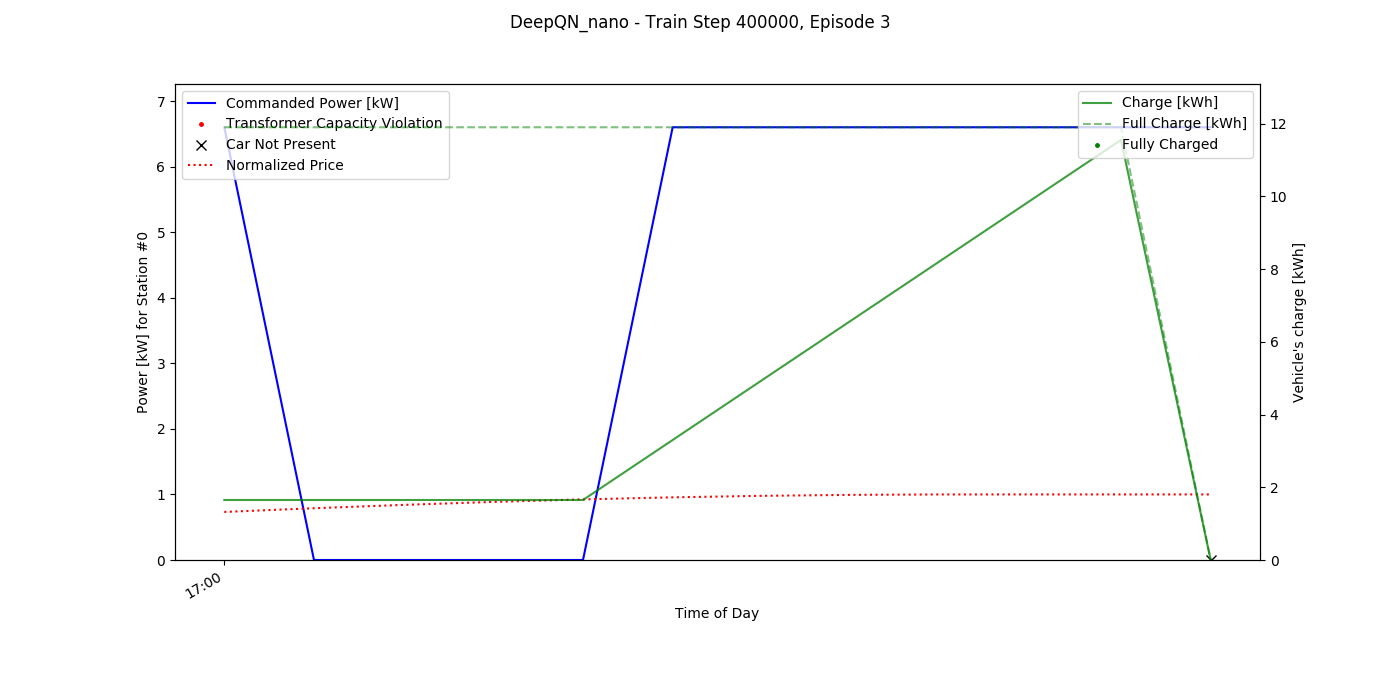 DeepQN_nano - Train Step 400000, Episode 3
Commanded Power [kW]
Transformer Capacity Violation
Car Not Present
Normalized Price
Charge [kWh]
Full Charge [kWh]
Fully Charged
Power [kW] for Station #0
7
6
5
4
3
2
1
0
Vehicle's charge [kWh]
12
10
8
6
4
2
0
17:00
Time of Day